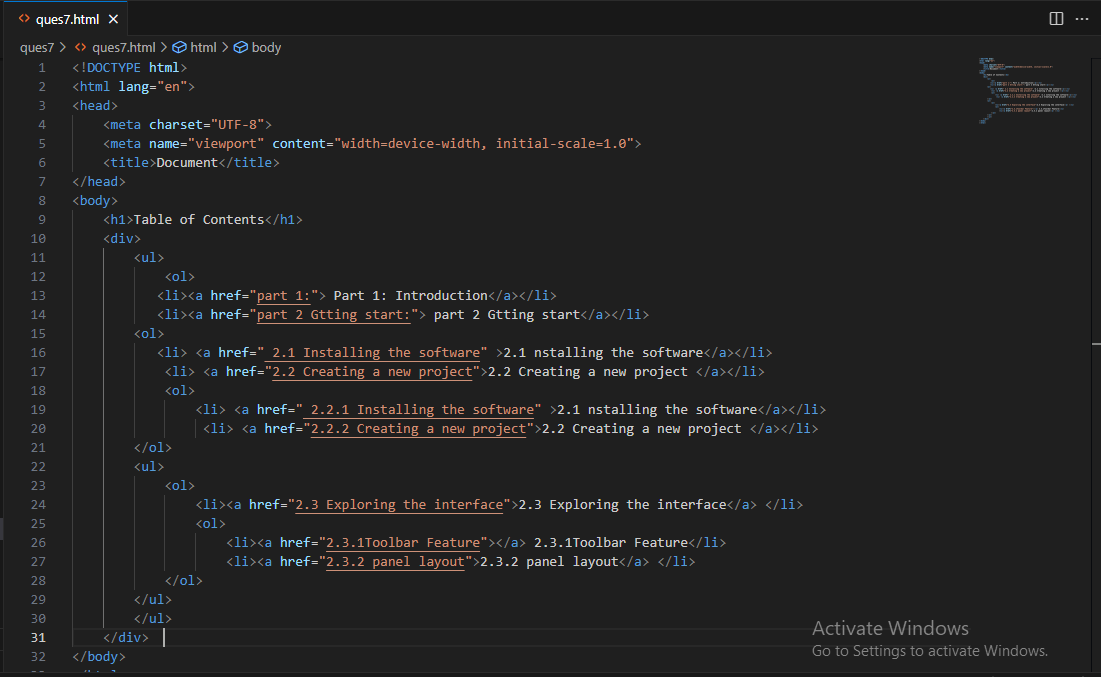 ques7.html
ques7 > ques7.html > html > body
1 <!DOCTYPE html>
2 <html lang="en">
3 <head>
4 <meta charset="UTF-8">
5 <meta name="viewport" content="width=device-width, initial-scale=1.0">
6 <title>Document</title>
7 </head>
8 <body>
9 <h1>Table of Contents</h1>
10 <div>
11 <ul>
12 <ol>
13 <li><a href="part 1:"> Part 1: Introduction</a></li>
14 <li><a href="part 2 Gtting start:"> part 2 Gtting start</a></li>
15 <ol>
16 <li> <a href=" 2.1 Installing the software" >2.1 nstalling the software</a></li>
17 <li> <a href="2.2 Creating a new project">2.2 Creating a new project </a></li>
18 <ol>
19 <li> <a href=" 2.2.1 Installing the software" >2.1 nstalling the software</a></li>
20 <li> <a href="2.2.2 Creating a new project">2.2 Creating a new project </a></li>
21 </ol>
22 <ul>
23 <ol>
24 <li><a href="2.3 Exploring the interface">2.3 Exploring the interface</a> </li>
25 <ol>
26 <li><a href="2.3.1Toolbar Feature"></a> 2.3.1Toolbar Feature</li>
27 <li><a href="2.3.2 panel layout">2.3.2 panel layout</a> </li>
28 </ol>
29 </ul>
30 </ul>
31 </div>
32 </body>
Activate Windows
Go to Settings to activate Windows.